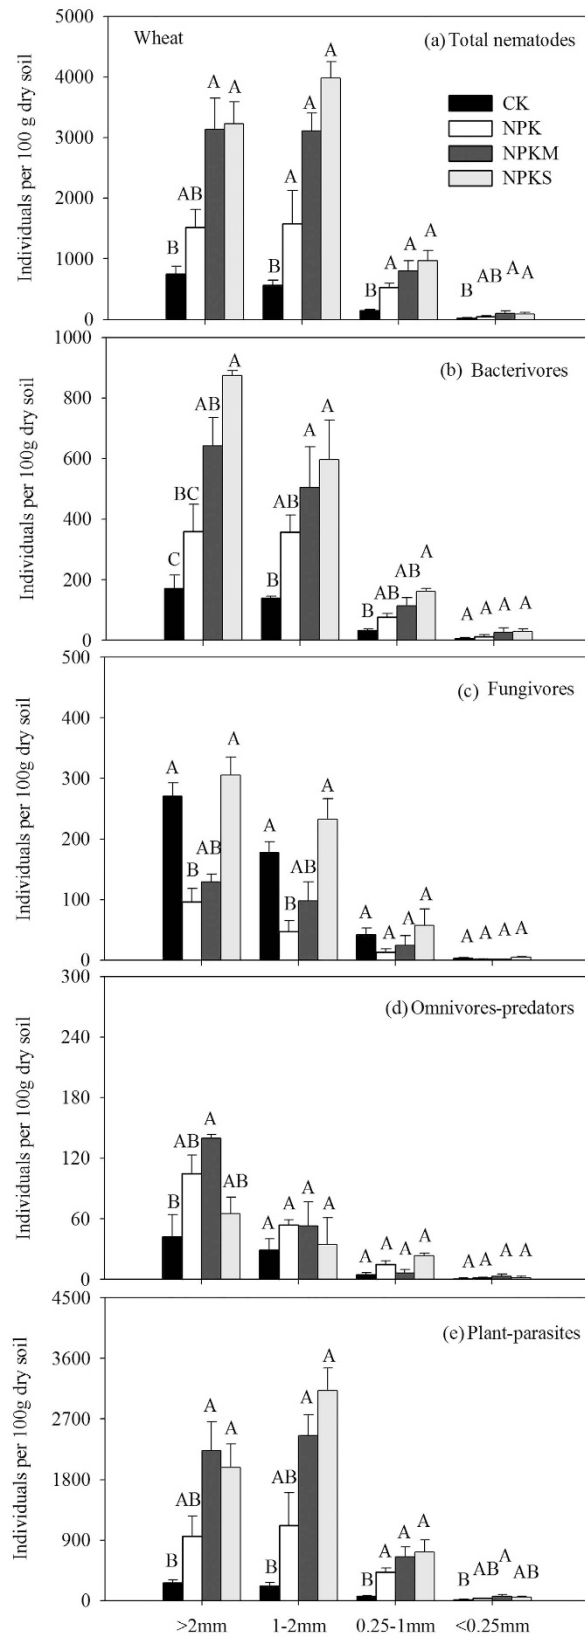 Wheat
(a) Total nematodes
Individuals per 100 g dry soil
5000
4000
3000
2000
1000
0
CK
NPK
NPKM
NPKS
B AB A A
B A A A
B A A A
B AB A A
(b) Bacterivores
Individuals per 100g dry soil
1000
800
600
400
200
0
C BC AB A
B AB A A
B AB AB A
A A A A
(c) Fungivores
Individuals per 100g dry soil
500
400
300
200
100
0
A B AB A
A B AB A
A A A A
A A A A
(d) Omnivores-predators
Individuals per 100g dry soil
300
240
180
120
60
0
B AB A AB
A A A A
A A A A
A A A A
(e) Plant-parasites
Individuals per 100g dry soil
4500
3600
2700
1800
900
0
B AB A A
B AB A A
B A A A
B AB A AB
>2mm 1-2mm 0.25-1mm <0.25mm